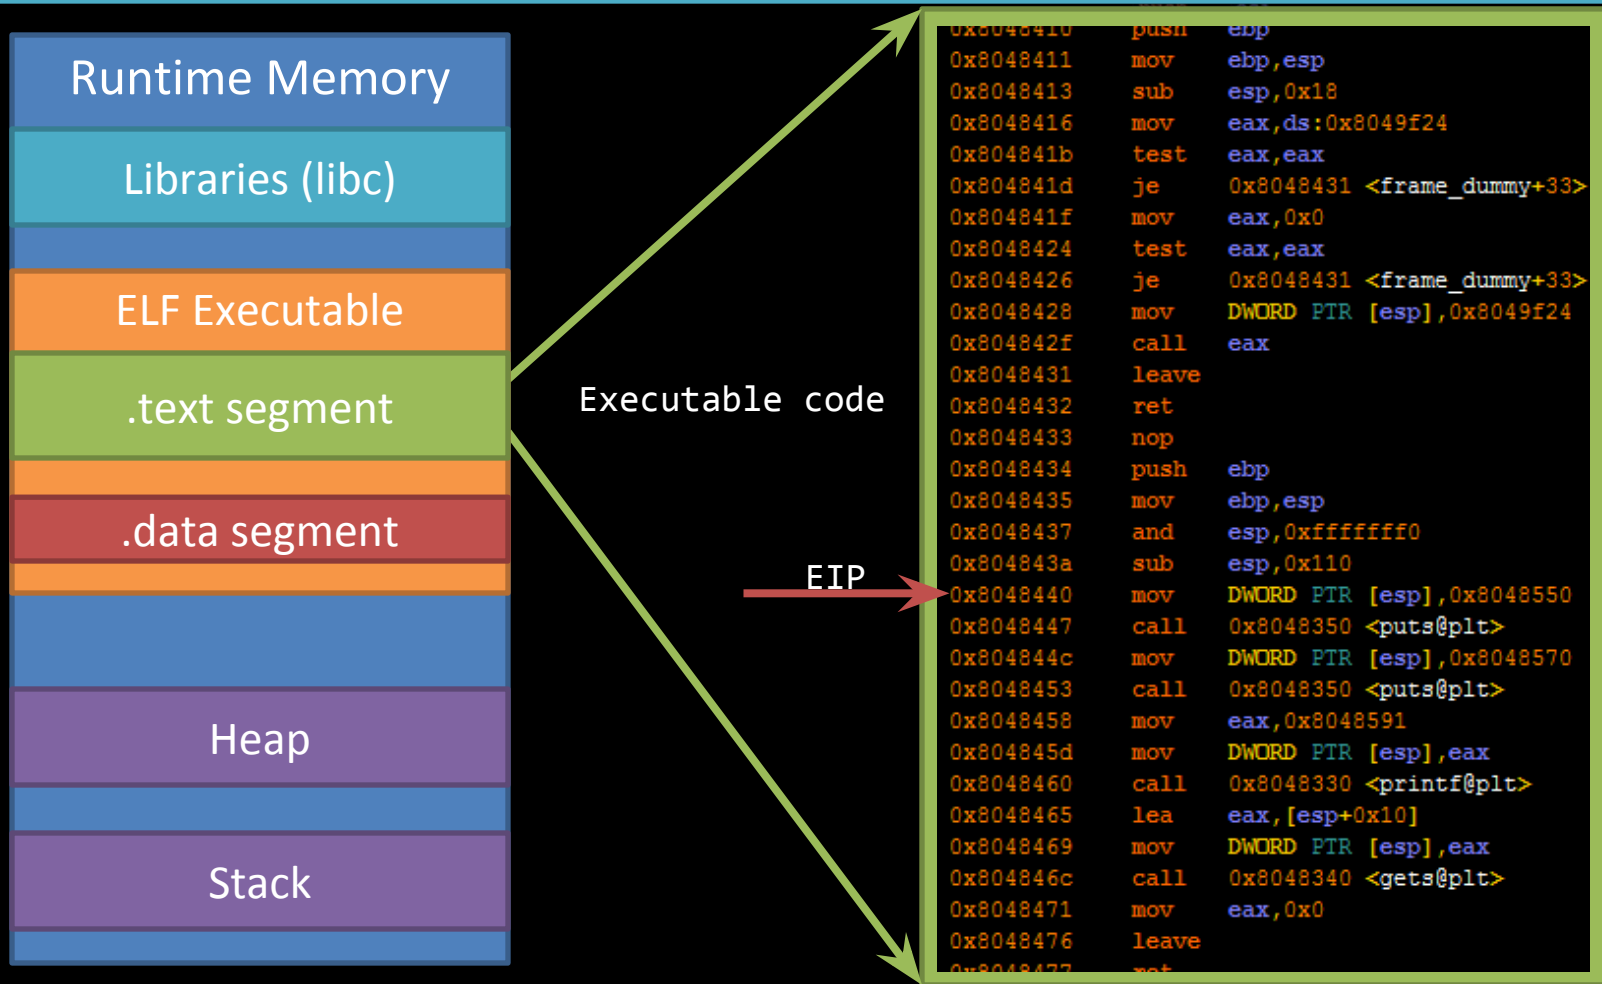 Runtime Memory
Libraries (libc)
ELF Executable
.text segment
.data segment
Heap
Stack
Executable code
EIP
0x8048410 push ebp
0x8048411 mov ebp,esp
0x8048413 sub esp,0x18
0x8048416 mov eax,ds:0x8049f24
0x804841b test eax,eax
0x804841d je 0x8048431 <frame_dummy+33>
0x804841f mov eax,0x0
0x8048424 test eax,eax
0x8048426 je 0x8048431 <frame_dummy+33>
0x8048428 mov DWORD PTR [esp],0x8049f24
0x804842f call eax
0x8048431 leave
0x8048432 ret
0x8048433 nop
0x8048434 push ebp
0x8048435 mov ebp,esp
0x8048437 and esp,0xfffffff0
0x804843a sub esp,0x110
0x8048440 mov DWORD PTR [esp],0x8048550
0x8048447 call 0x8048350 <puts@plt>
0x804844c mov DWORD PTR [esp],0x8048570
0x8048453 call 0x8048350 <puts@plt>
0x8048458 mov eax,0x8048591
0x804845d mov DWORD PTR [esp],eax
0x8048460 call 0x8048330 <printf@plt>
0x8048465 lea eax,[esp+0x10]
0x8048469 mov DWORD PTR [esp],eax
0x804846c call 0x8048340 <gets@plt>
0x8048471 mov eax,0x0
0x8048476 leave
0x8048477 ret